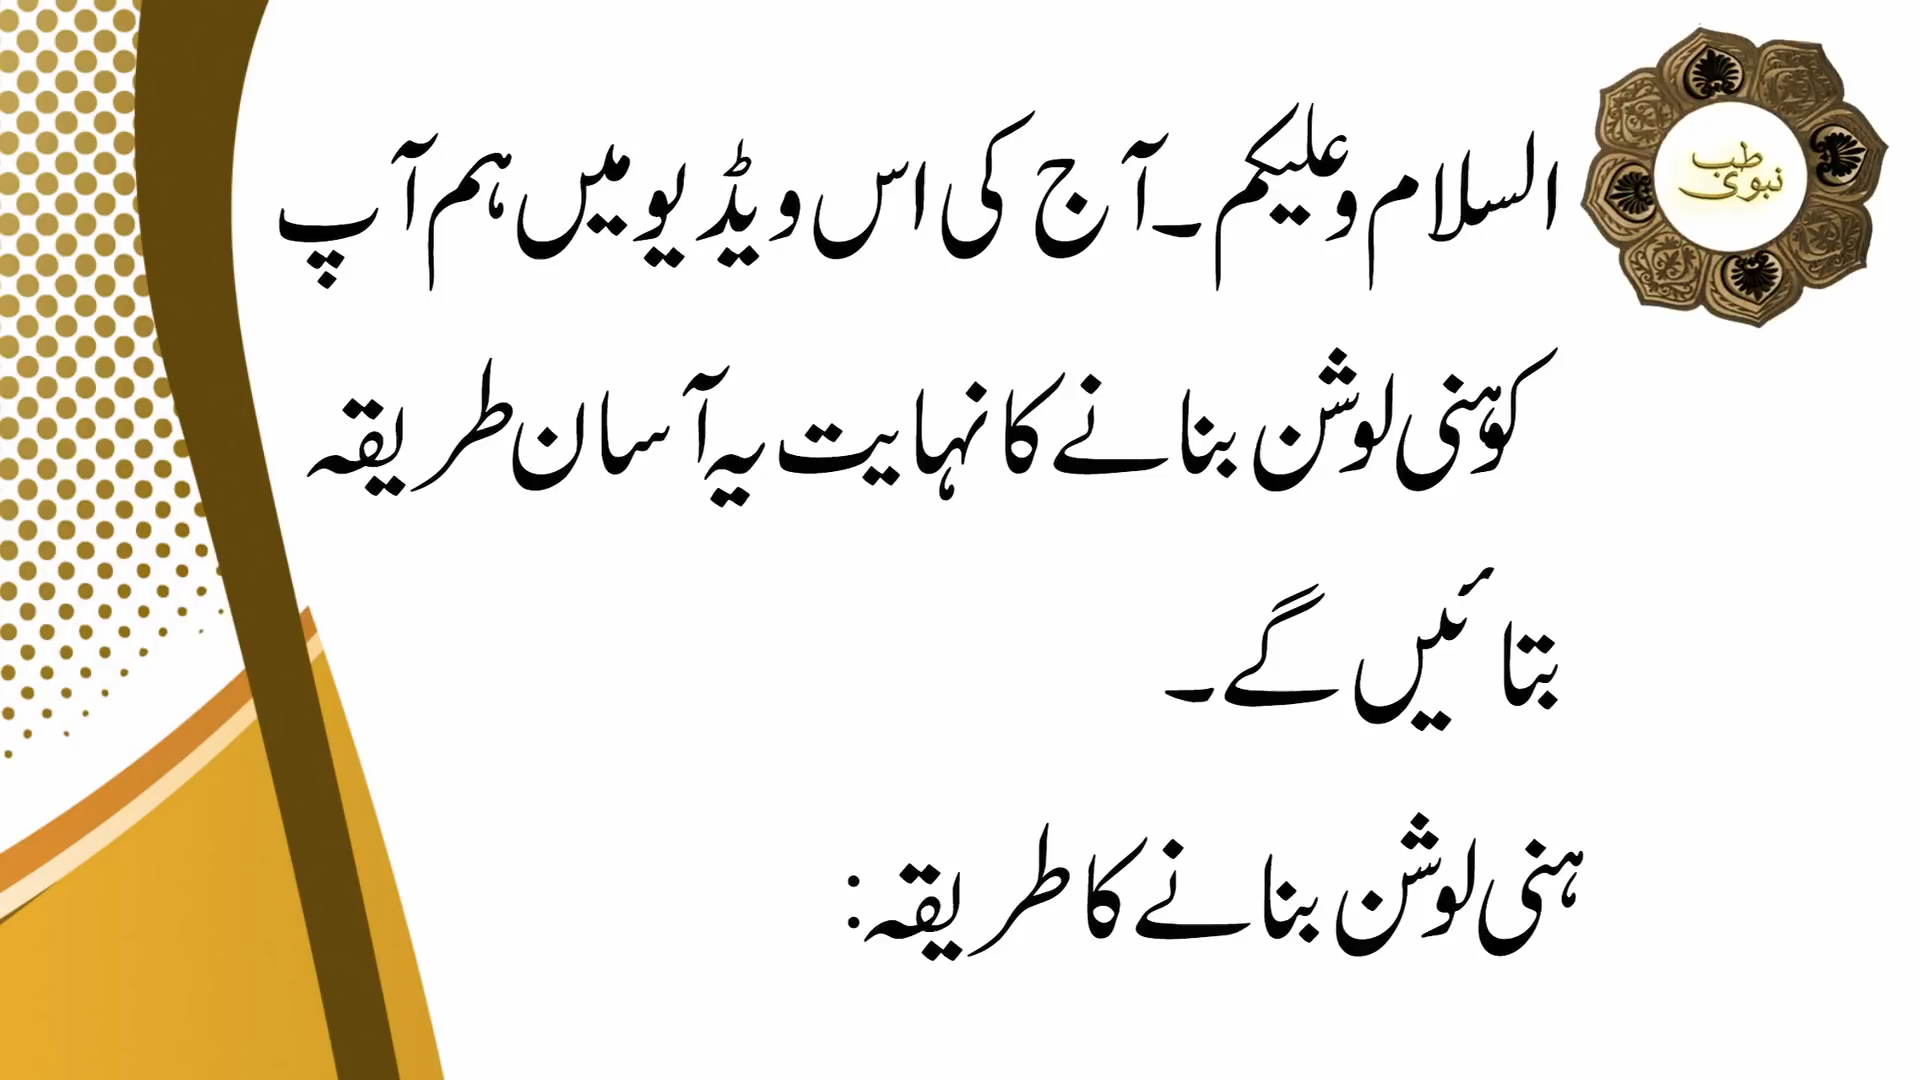 السلام وعلیکم۔ آج کی اس ویڈیو میں ہم آپ
کو ہنی لوشن بنانے کا نہایت یہ آسان طریقہ
بتائیں گے۔
ہنی لوشن بنانے کا طریقہ:
طب
نبوی